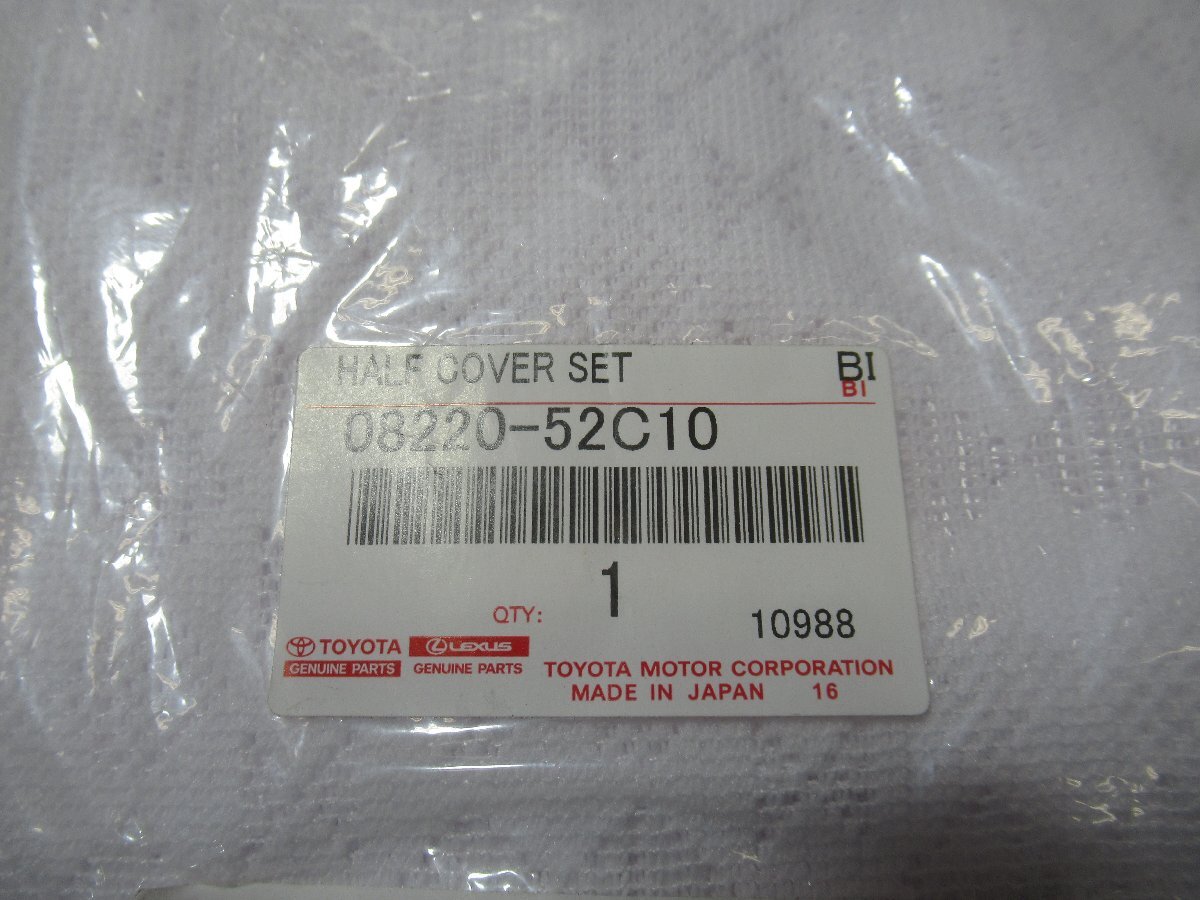 HALF COVER SET BI
BI
08220-52C10
QTY: 1
10988
TOYOTA LEXUS
GENUINE PARTS GENUINE PARTS
TOYOTA MOTOR CORPORATION
MADE IN JAPAN 16